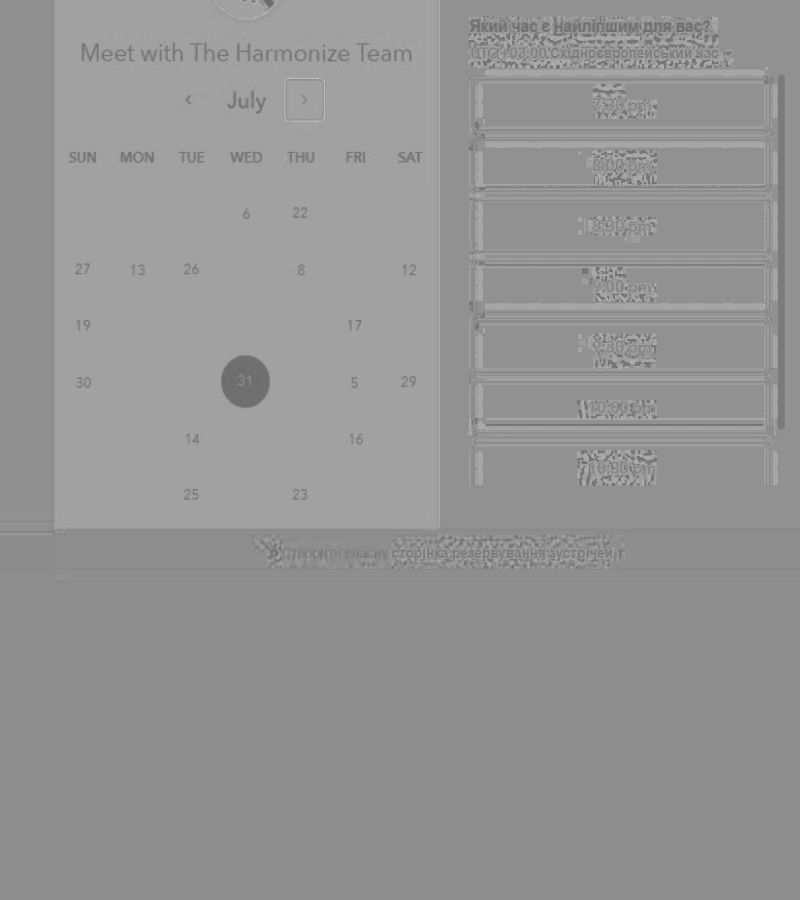 Meet with The Harmonize Team
July
SUN MON TUE WED THU FRI SAT
6 22
27 13 26 8 12
19 17
30 31 5 29
14 16
25 23
Який час є найліпшим для вас?
UTC +03:00 Східноєвропейський час
7:30 pm
8:00 pm
8:30 pm
9:00 pm
9:30 pm
10:00 pm
10:30 pm
Створити власну сторінка резервування зустрічей